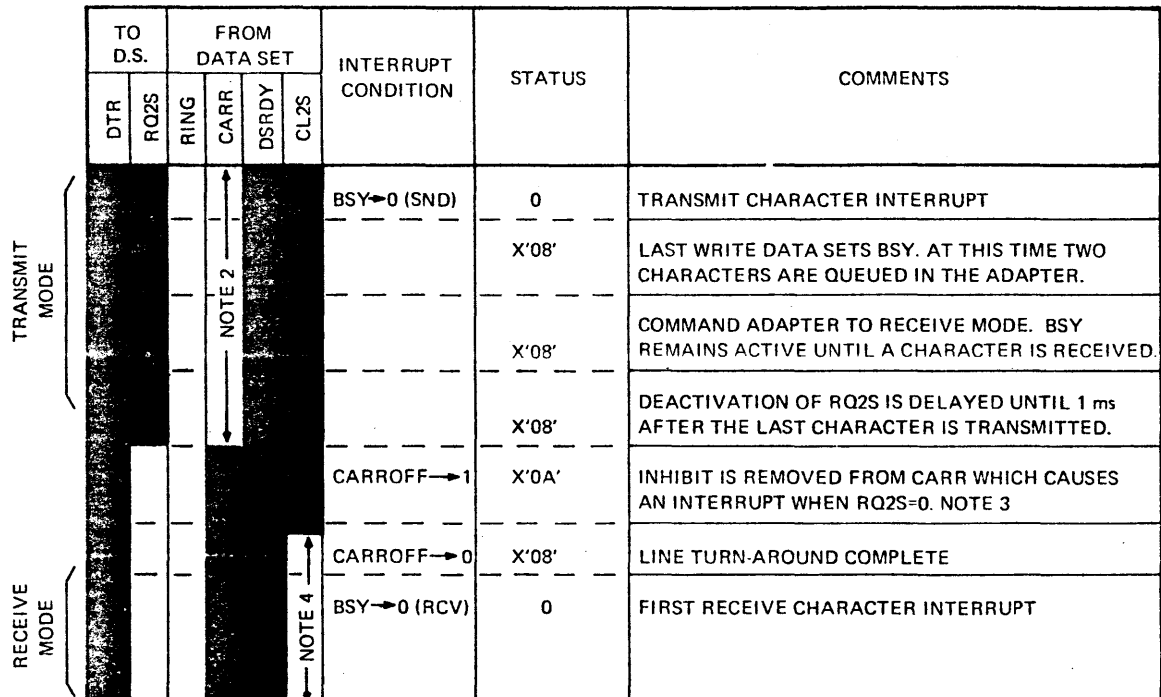 TO
D.S.
FROM
DATA SET
DTR
RQ2S
RING
CARR
DSRDY
CL2S
INTERRUPT
CONDITION
STATUS
COMMENTS
TRANSMIT
MODE
NOTE 2
BSY→0 (SND)
0
TRANSMIT CHARACTER INTERRUPT
X'08'
LAST WRITE DATA SETS BSY. AT THIS TIME TWO
CHARACTERS ARE QUEUED IN THE ADAPTER.
X'08'
COMMAND ADAPTER TO RECEIVE MODE. BSY
REMAINS ACTIVE UNTIL A CHARACTER IS RECEIVED.
X'08'
DEACTIVATION OF RQ2S IS DELAYED UNTIL 1 ms
AFTER THE LAST CHARACTER IS TRANSMITTED.
CARROFF→1
X'0A'
INHIBIT IS REMOVED FROM CARR WHICH CAUSES
AN INTERRUPT WHEN RQ2S=0. NOTE 3
CARROFF→0
X'08'
LINE TURN-AROUND COMPLETE
RECEIVE
MODE
NOTE 4
BSY→0 (RCV)
0
FIRST RECEIVE CHARACTER INTERRUPT